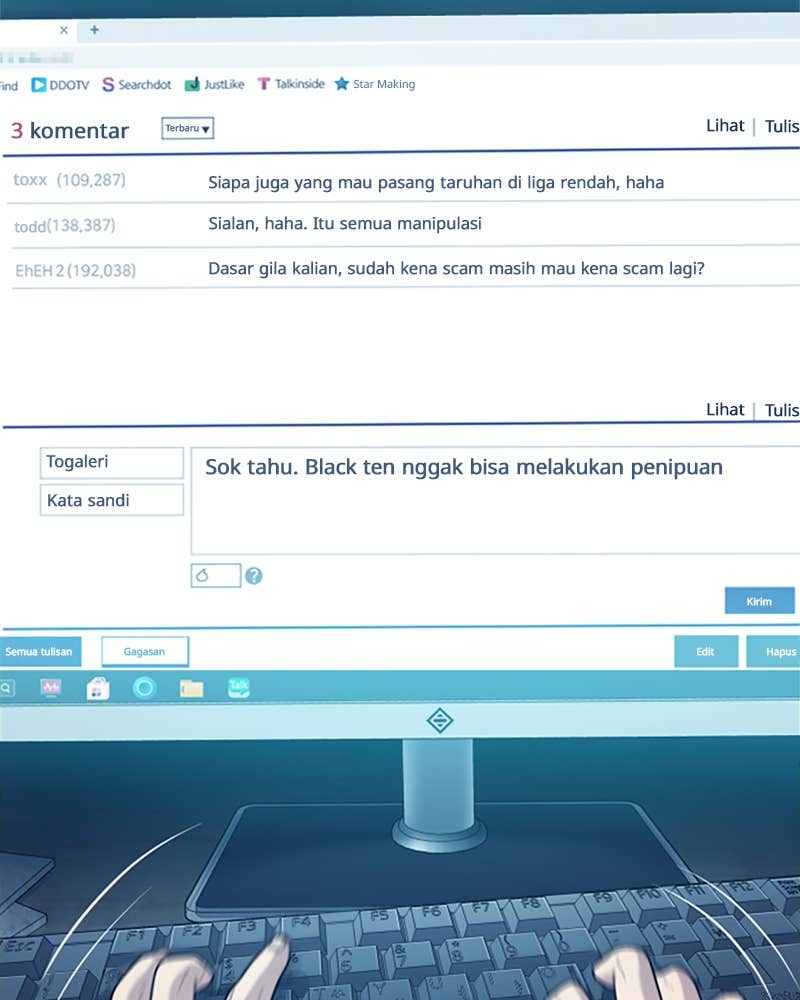 × +
Find DDOTV Searchdot JustLike Talkinside Star Making
3 komentar Terbaru ▼ Lihat | Tulis
toxx (109,287) Siapa juga yang mau pasang taruhan di liga rendah, haha
todd(138,387) Sialan, haha. Itu semua manipulasi
EhEH 2 (192,038) Dasar gila kalian, sudah kena scam masih mau kena scam lagi?
Lihat | Tulis
Togaleri
Kata sandi
Sok tahu. Black ten nggak bisa melakukan penipuan
?
Kirim
Semua tulisan Gagasan Edit Hapus
Talk
Esc F1 F2 F3 F4 F5 F6 F7 F8 F9 F10 F11 F12